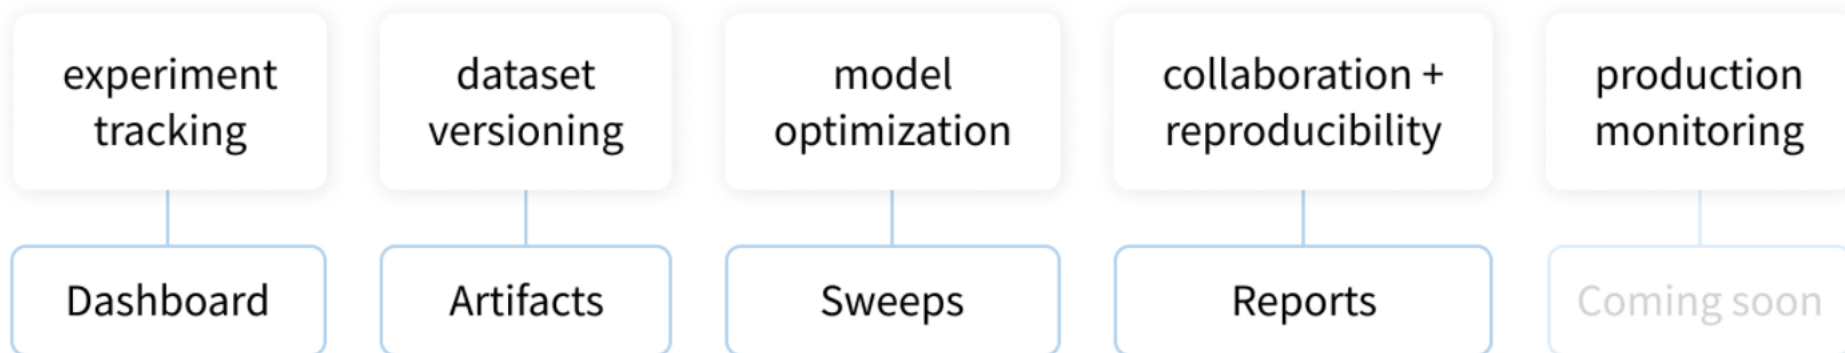 experiment
tracking
dataset
versioning
model
optimization
collaboration +
reproducibility
production
monitoring
Dashboard
Artifacts
Sweeps
Reports
Coming soon